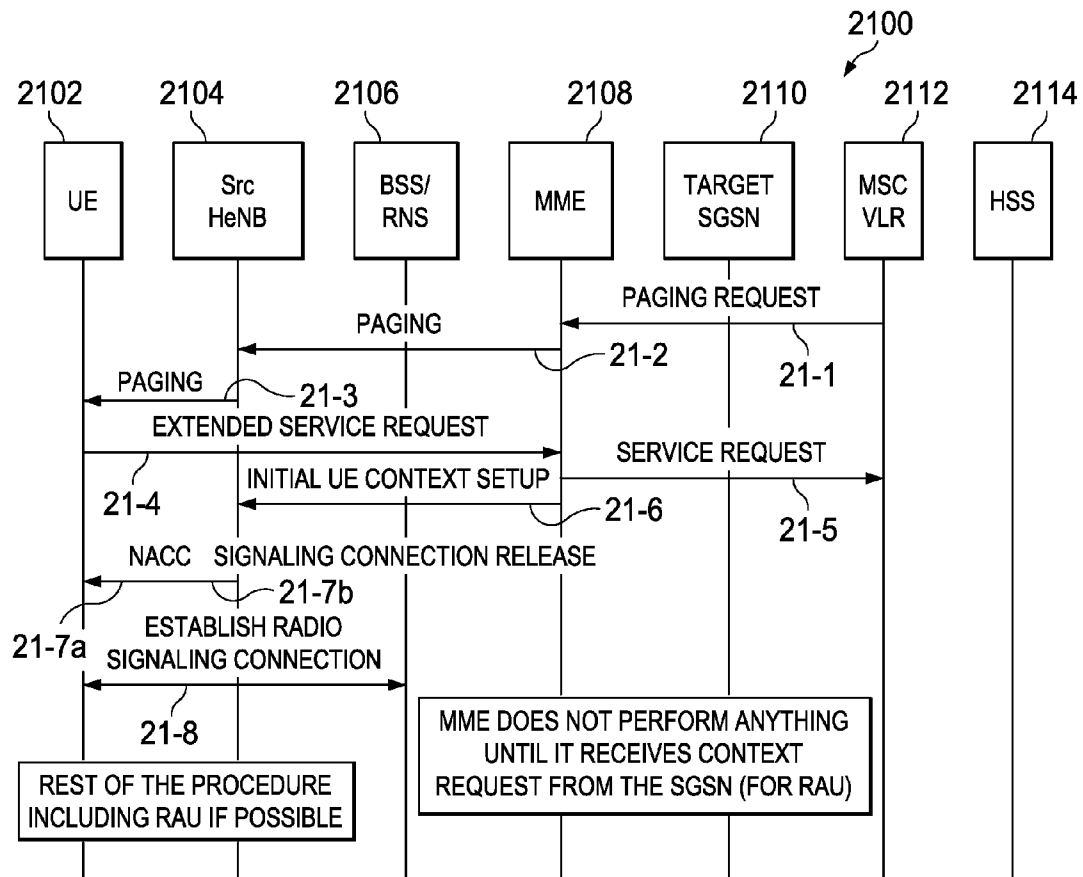 2100
2102 2104 2106 2108 2110 2112 2114
UE
Src
HeNB
BSS/
RNS
MME
TARGET
SGSN
MSC
VLR
HSS
PAGING REQUEST
21-1
PAGING
21-2
PAGING
21-3
EXTENDED SERVICE REQUEST
21-4
SERVICE REQUEST
21-5
INITIAL UE CONTEXT SETUP
21-6
NACC SIGNALING CONNECTION RELEASE
21-7a
21-7b
ESTABLISH RADIO
SIGNALING CONNECTION
21-8
MME DOES NOT PERFORM ANYTHING
UNTIL IT RECEIVES CONTEXT
REQUEST FROM THE SGSN (FOR RAU)
REST OF THE PROCEDURE
INCLUDING RAU IF POSSIBLE